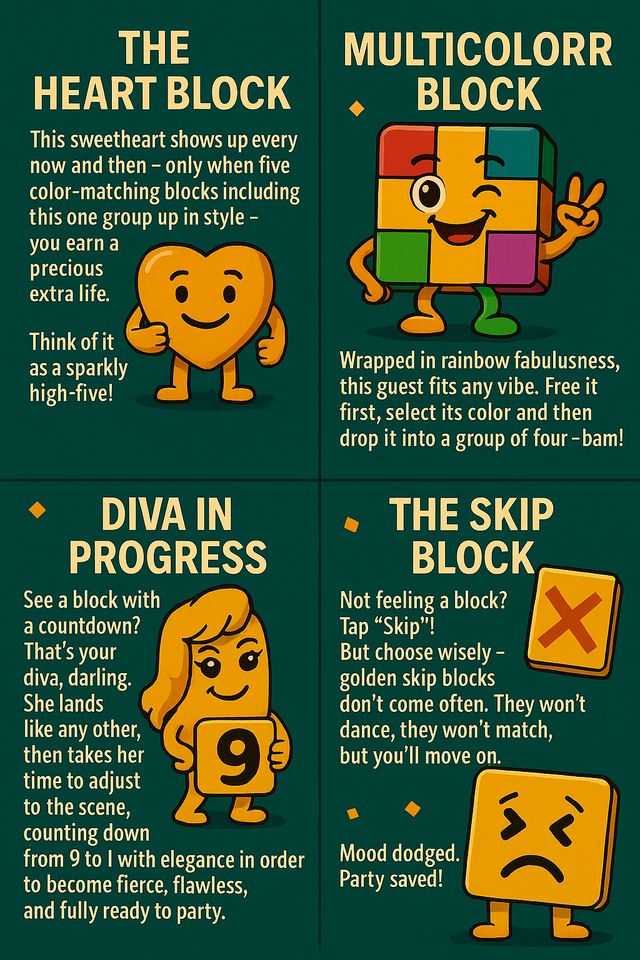 THE
HEART BLOCK
This sweetheart shows up every
now and then – only when five
color-matching blocks including
this one group up in style –
you earn a
precious
extra life.
Think of it
as a sparkly
high-five!
MULTICOLORR
BLOCK
Wrapped in rainbow fabulusness,
this guest fits any vibe. Free it
first, select its color and then
drop it into a group of four – bam!
DIVA IN
PROGRESS
See a block with
a countdown?
That's your
diva, darling.
She lands
like any other,
then takes her
time to adjust
to the scene,
counting down
from 9 to I with elegance in order
to become fierce, flawless,
and fully ready to party.
9
THE SKIP
BLOCK
Not feeling a block?
Tap “Skip”!
But choose wisely –
golden skip blocks
don't come often. They won't
dance, they won't match,
but you'll move on.
Mood dodged.
Party saved!